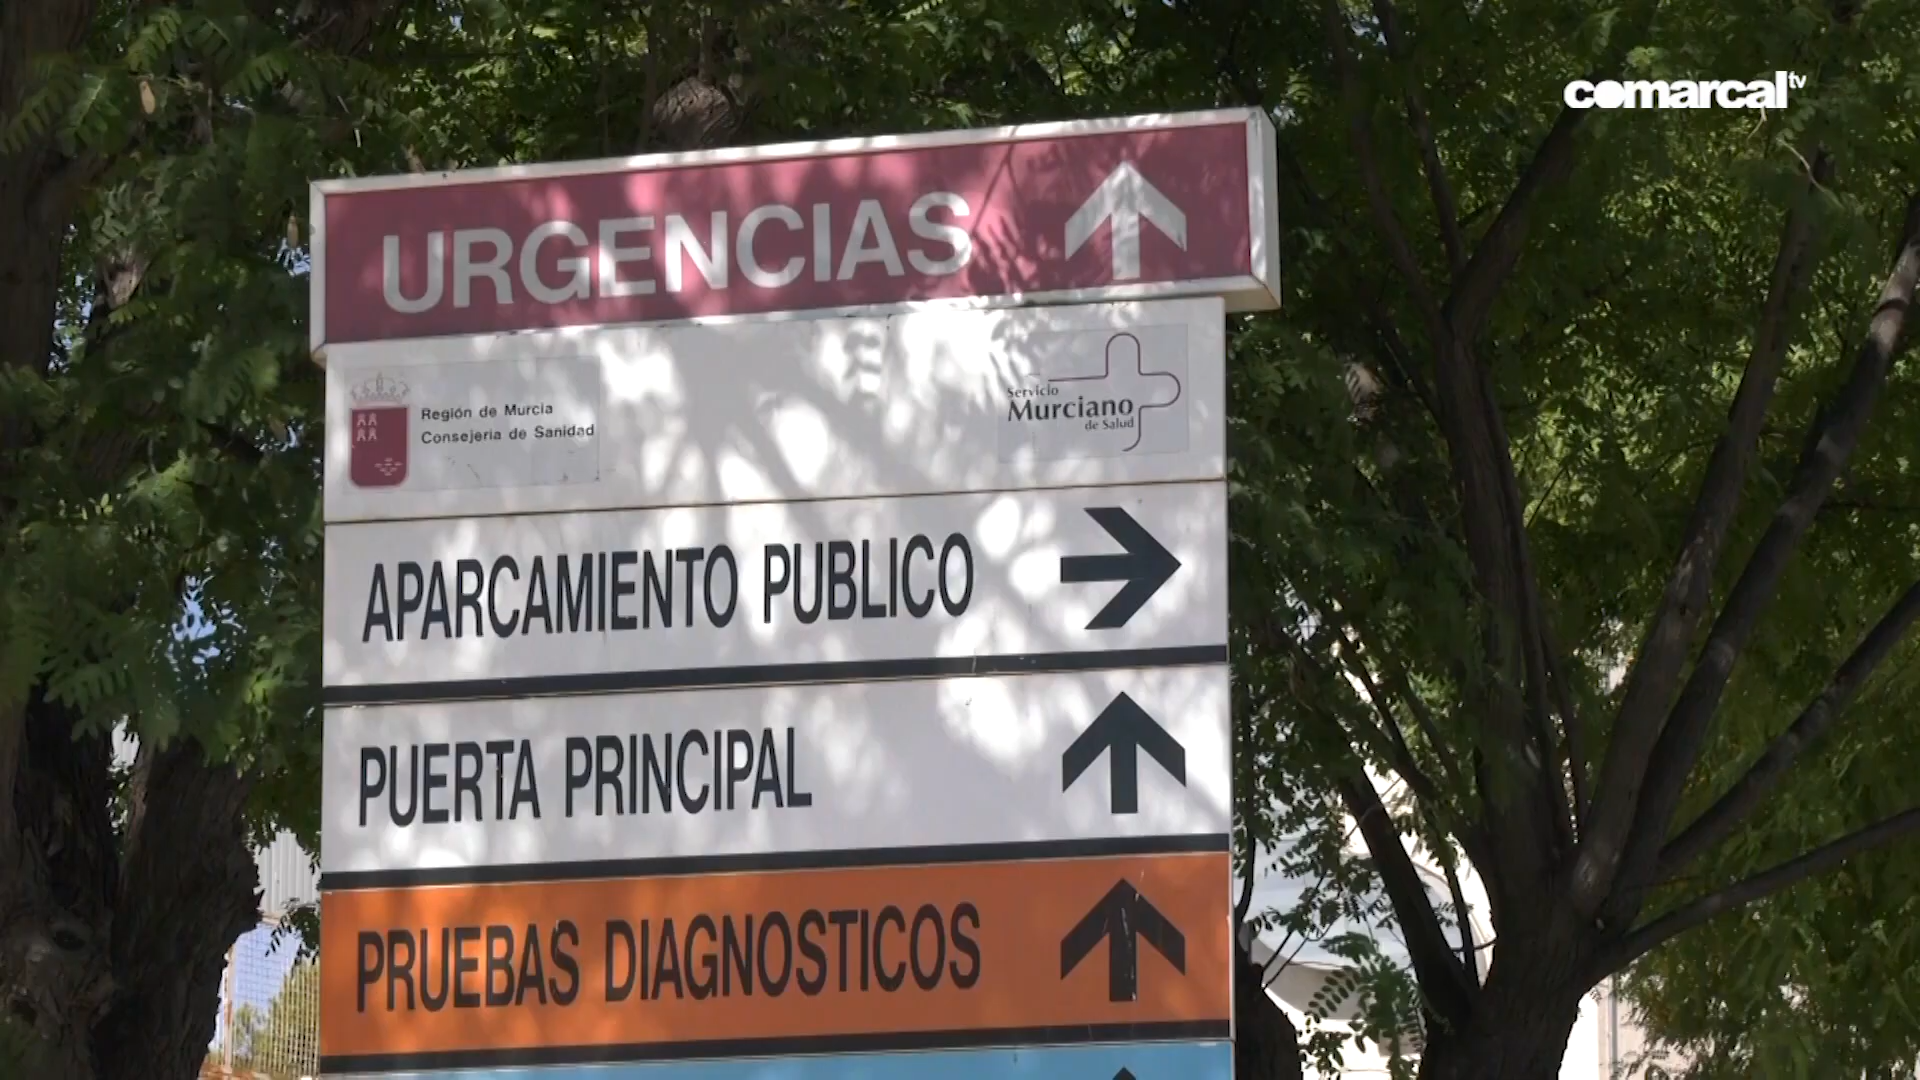 comarcal tv
URGENCIAS
Región de Murcia
Consejería de Sanidad
Servicio
Murciano
de Salud
APARCAMIENTO PUBLICO
PUERTA PRINCIPAL
PRUEBAS DIAGNOSTICOS